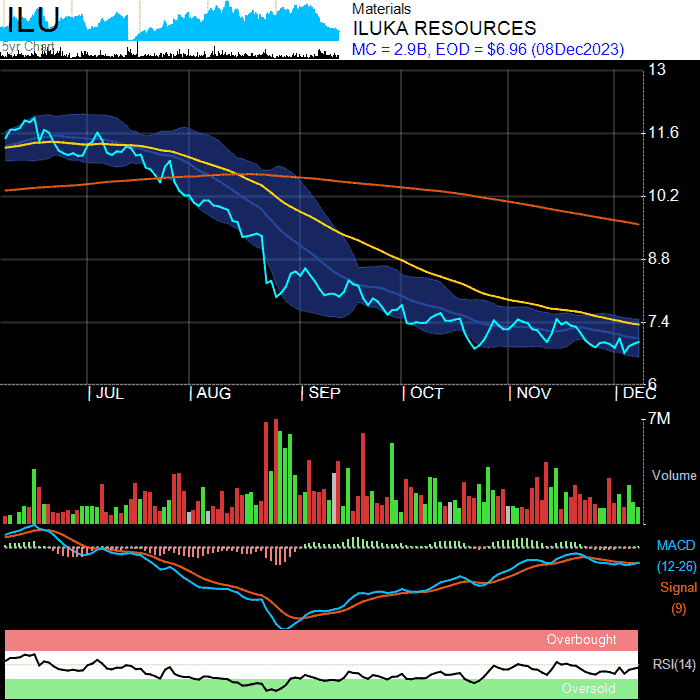 ILU
5yr Chart
Materials
ILUKA RESOURCES
MC = 2.9B, EOD = $6.96 (08Dec2023)
13
11.6
10.2
8.8
7.4
6
JUL AUG SEP OCT NOV DEC
7M
Volume
MACD
(12-26)
Signal
(9)
Overbought
RSI(14)
Oversold